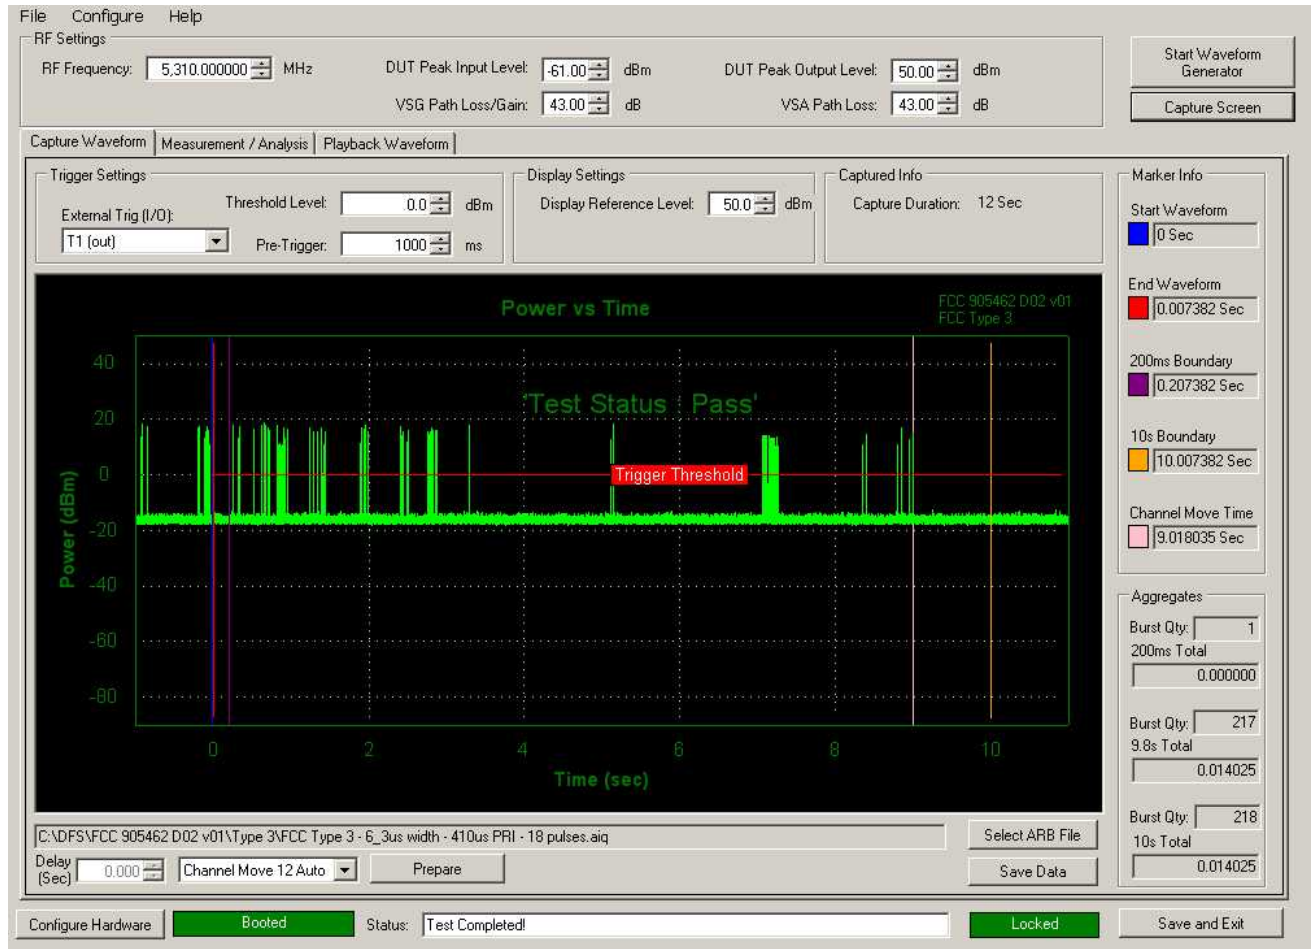 File Configure Help
RF Settings
RF Frequency: 5,310.000000 MHz
DUT Peak Input Level: -61.00 dBm
DUT Peak Output Level: 50.00 dBm
VSG Path Loss/Gain: 43.00 dB
VSA Path Loss: 43.00 dB
Start Waveform
Generator
Capture Screen
Capture Waveform Measurement / Analysis Playback Waveform
Trigger Settings
External Trig (I/O):
T1 (out)
Threshold Level: 0.0 dBm
Pre-Trigger: 1000 ms
Display Settings
Display Reference Level: 50.0 dBm
Captured Info
Capture Duration: 12 Sec
Marker Info
Start Waveform
0 Sec
End Waveform
0.007382 Sec
200ms Boundary
0.207382 Sec
10s Boundary
10.007382 Sec
Channel Move Time
9.018035 Sec
Power vs Time
FCC 905462 D02 v01
FCC Type 3
'Test Status : Pass'
Trigger Threshold
Power (dBm)
40
20
0
-20
-40
-60
-80
0 2 4 6 8 10
Time (sec)
Aggregates
Burst Qty: 1
200ms Total
0.000000
Burst Qty: 217
9.8s Total
0.014025
Burst Qty: 218
10s Total
0.014025
C:\DFS\FCC 905462 D02 v01\Type 3\FCC Type 3 - 6_3us width - 410us PRI - 18 pulses.aiq
Select ARB File
Delay
(Sec) 0.000
Channel Move 12 Auto
Prepare
Save Data
Configure Hardware
Booted
Status: Test Completed!
Locked
Save and Exit